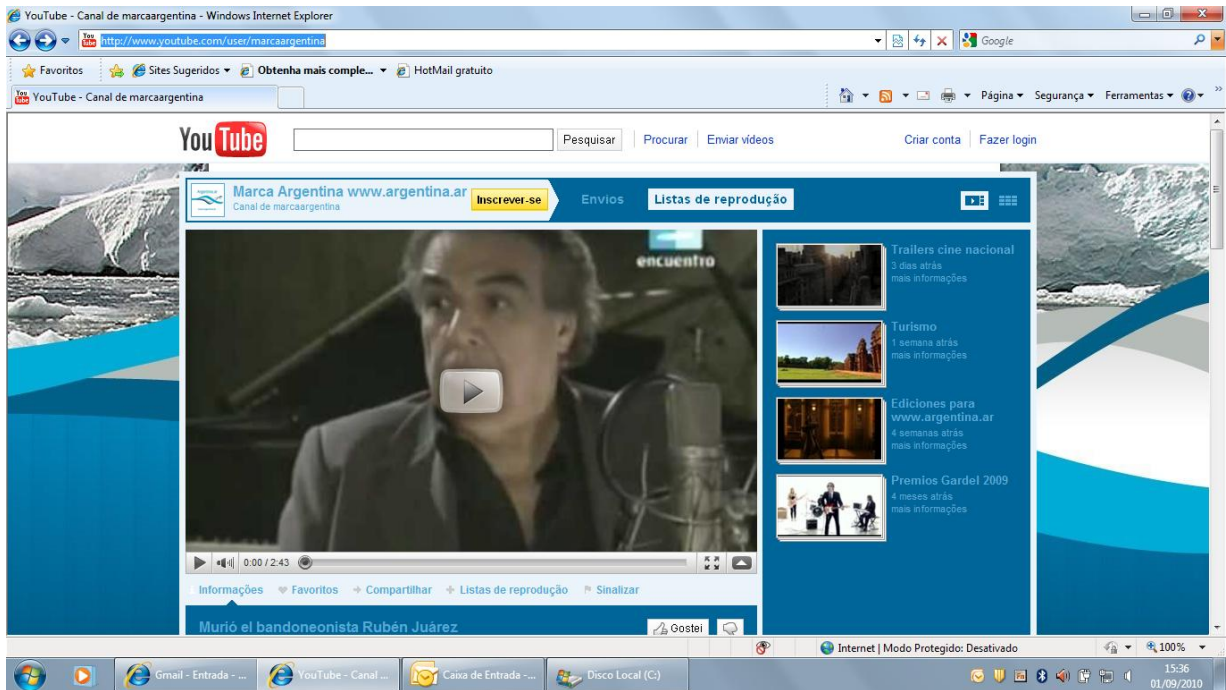 YouTube - Canal de marcaargentina - Windows Internet Explorer
http://www.youtube.com/user/marcaargentina
Google
Favoritos Sites Sugeridos Obtenha mais comple... HotMail gratuito
YouTube - Canal de marcaargentina
Página Segurança Ferramentas »
You Tube
Pesquisar Procurar Enviar vídeos Criar conta Fazer login
Marca Argentina www.argentina.ar
Canal de marcaargentina
Inscrever-se Envios Listas de reprodução
encuentro
Trailers cine nacional
3 dias atrás
mais informações
Turismo
1 semana atrás
mais informações
Ediciones para
www.argentina.ar
4 semanas atrás
mais informações
Premios Gardel 2009
4 meses atrás
mais informações
0:00 / 2:43
Informações Favoritos Compartilhar Listas de reprodução Sinalizar
Murió el bandoneonista Rubén Juárez
Gostei
Internet | Modo Protegido: Desativado 100%
Gmail - Entrada - ... YouTube - Canal ... Caixa de Entrada -... Disco Local (C:)
15:36
01/09/2010